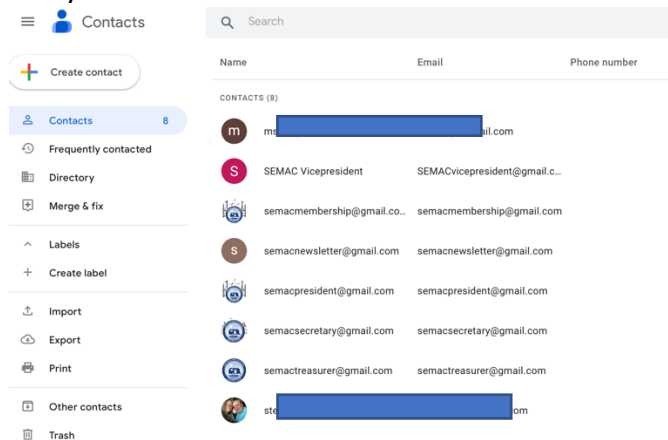 Contacts
Search
Create contact
Name Email Phone number
CONTACTS (8)
Contacts 8
m ms ail.com
Frequently contacted
S SEMAC Vicepresident SEMACvicepresident@gmail.c...
Directory
Merge & fix
semacmembership@gmail.co... semacmembership@gmail.com
Labels
s semacnewsletter@gmail.com semacnewsletter@gmail.com
Create label
semacpresident@gmail.com semacpresident@gmail.com
Import
semacsecretary@gmail.com semacsecretary@gmail.com
Export
Print
semactreasurer@gmail.com semactreasurer@gmail.com
Other contacts
ste om
Trash